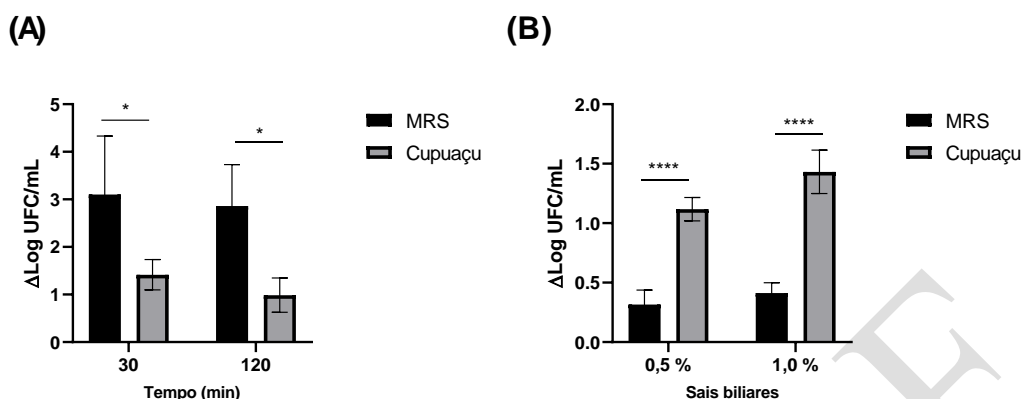 (A)
*
*
5
4
3
2
1
0
ΔLog UFC/mL
30
120
Tempo (min)
MRS
Cupuaçu
(B)
****
****
2.0
1.5
1.0
0.5
0.0
ΔLog UFC/mL
0,5 %
1,0 %
Sais biliares
MRS
Cupuaçu